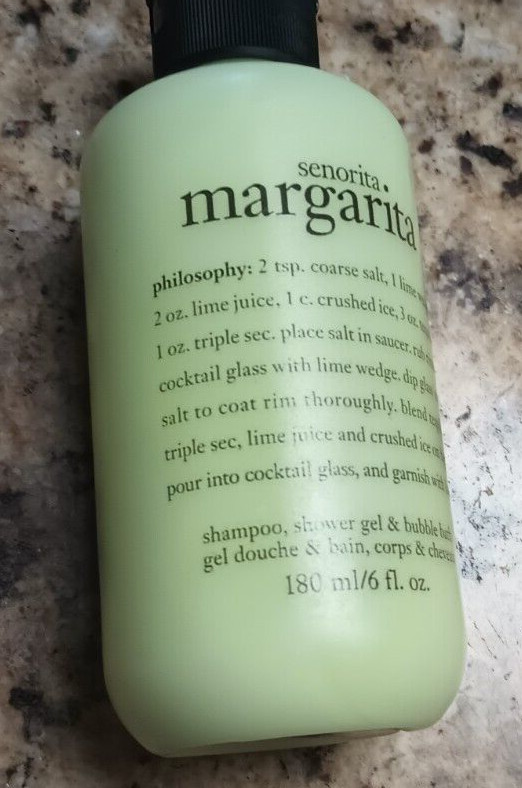 senorita
margarita
philosophy: 2 tsp. coarse salt, 1 lime
2 oz. lime juice, 1 c. crushed ice, 3 oz.
1 oz. triple sec. place salt in saucer. rub
cocktail glass with lime wedge. dip glass
salt to coat rim thoroughly. blend
triple sec, lime juice and crushed ice on
pour into cocktail glass, and garnish with
shampoo, shower gel & bubble bath
gel douche & bain, corps & cheveux
180 ml/6 fl. oz.